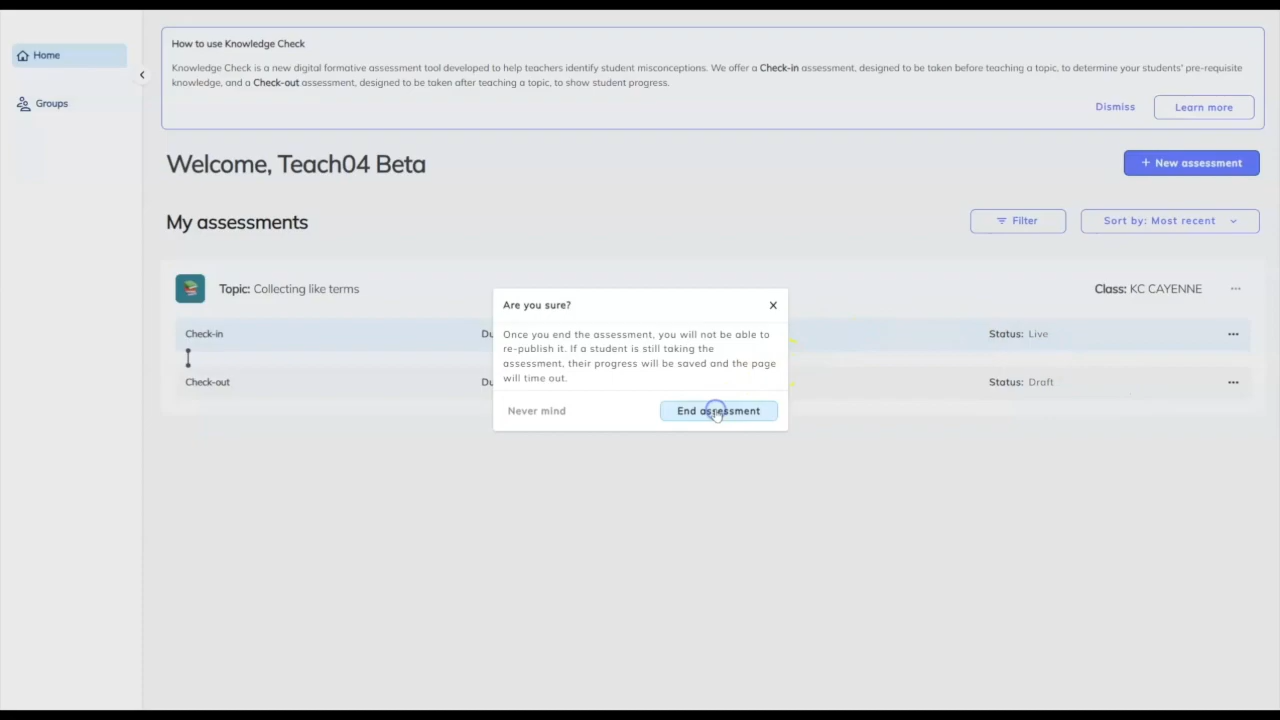 Home
Groups
How to use Knowledge Check
Knowledge Check is a new digital formative assessment tool developed to help teachers identify student misconceptions. We offer a Check-in assessment, designed to be taken before teaching a topic, to determine your students' pre-requisite
knowledge, and a Check-out assessment, designed to be taken after teaching a topic, to show student progress.
Dismiss
Learn more
Welcome, Teach04 Beta
+ New assessment
My assessments
Filter
Sort by: Most recent
Topic: Collecting like terms
Class: KC CAYENNE
Check-in
Status: Live
Check-out
Status: Draft
Are you sure?
Once you end the assessment, you will not be able to
re-publish it. If a student is still taking the
assessment, their progress will be saved and the page
will time out.
Never mind
End assessment